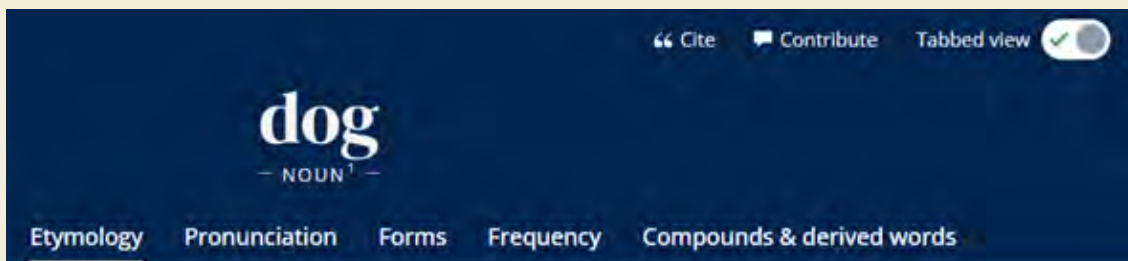 Cite Contribute Tabbed view
dog
— NOUN¹ —
Etymology Pronunciation Forms Frequency Compounds & derived words